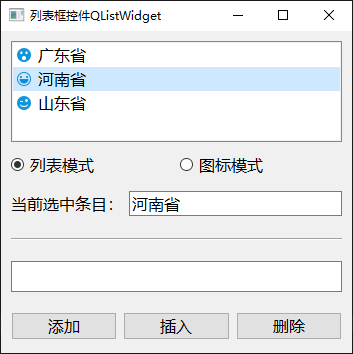 列表框控件QListWidget
广东省
河南省
山东省
列表模式 图标模式
当前选中条目： 河南省
添加 插入 删除